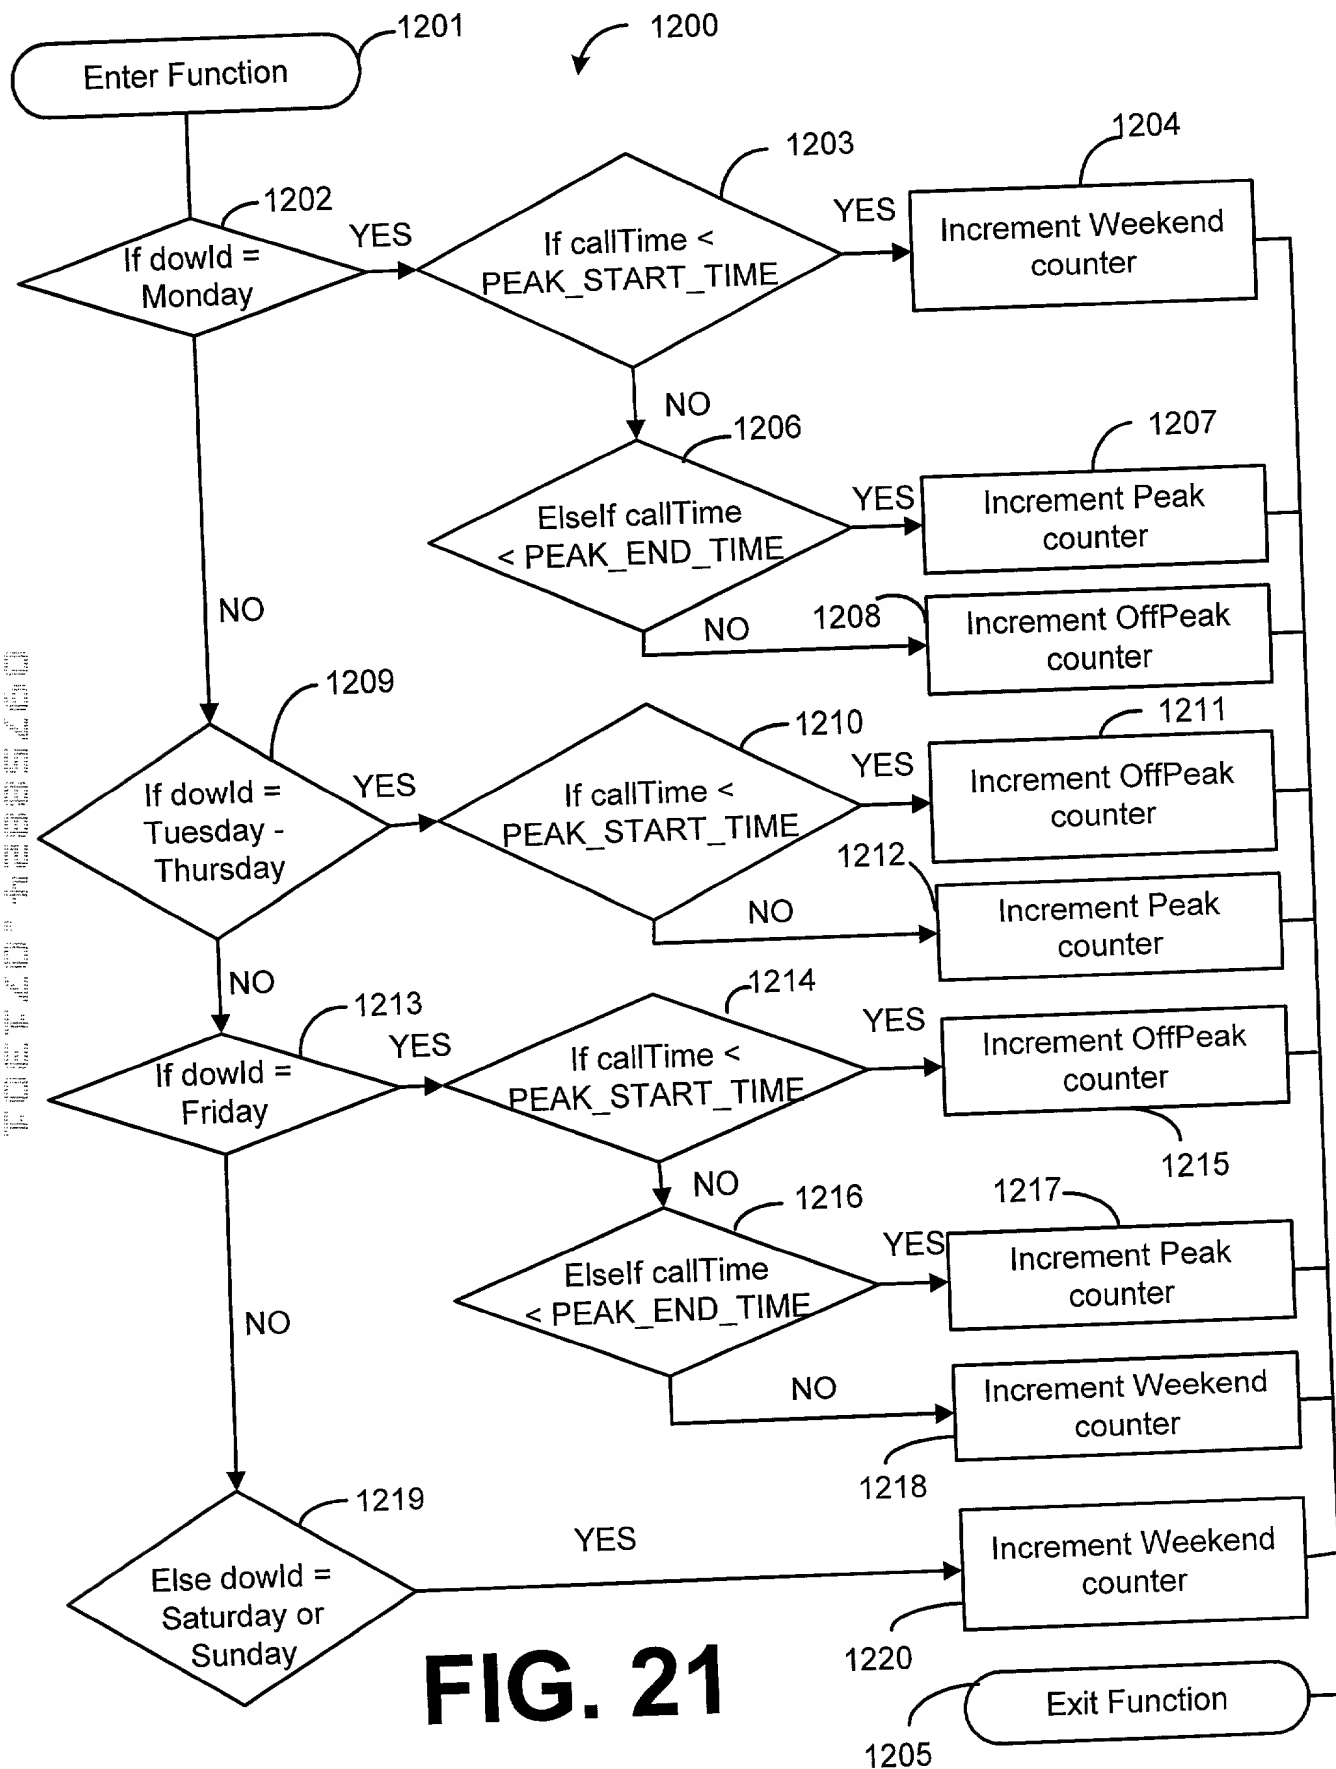 1201
1200
Enter Function
1203
1204
1202
YES
YES
If dowId =
Monday
If callTime <
PEAK_START_TIME
Increment Weekend
counter
NO
1206
1207
ElseIf callTime
< PEAK_END_TIME
YES
Increment Peak
counter
NO
NO
1208
Increment OffPeak
counter
1209
1210
1211
If dowId =
Tuesday -
Thursday
YES
If callTime <
PEAK_START_TIME
YES
Increment OffPeak
counter
1212
NO
Increment Peak
counter
NO
1213
1214
If dowId =
Friday
YES
If callTime <
PEAK_START_TIME
YES
Increment OffPeak
counter
1215
NO
1216
1217
ElseIf callTime
< PEAK_END_TIME
YES
Increment Peak
counter
NO
NO
Increment Weekend
counter
1218
1219
Else dowId =
Saturday or
Sunday
YES
Increment Weekend
counter
1220
FIG. 21
Exit Function
1205